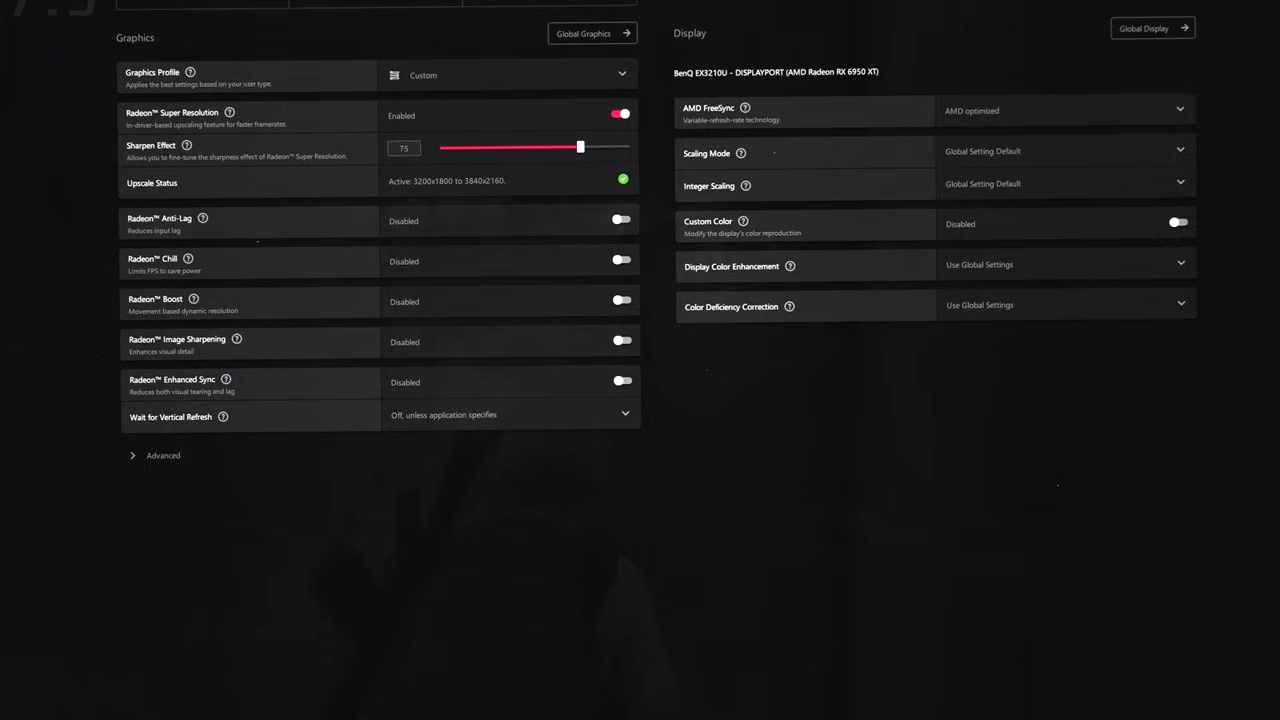 Graphics
Global Graphics
Graphics Profile
Applies the best settings based on your user type.
Custom
Radeon™ Super Resolution
In-driver-based upscaling feature for faster framerates
Enabled
Sharpen Effect
Allows you to fine-tune the sharpness effect of Radeon™ Super Resolution.
75
Upscale Status
Active: 3200x1800 to 3840x2160.
Radeon™ Anti-Lag
Reduces input lag
Disabled
Radeon™ Chill
Limits FPS to save power
Disabled
Radeon™ Boost
Movement based dynamic resolution
Disabled
Radeon™ Image Sharpening
Enhances visual detail
Disabled
Radeon™ Enhanced Sync
Reduces both visual tearing and lag
Disabled
Wait for Vertical Refresh
Off, unless application specifies
Advanced
Display
Global Display
BenQ EX3210U - DISPLAYPORT (AMD Radeon RX 6950 XT)
AMD FreeSync
Variable-refresh-rate technology.
AMD optimized
Scaling Mode
Global Setting Default
Integer Scaling
Global Setting Default
Custom Color
Modify the display's color reproduction
Disabled
Display Color Enhancement
Use Global Settings
Color Deficiency Correction
Use Global Settings